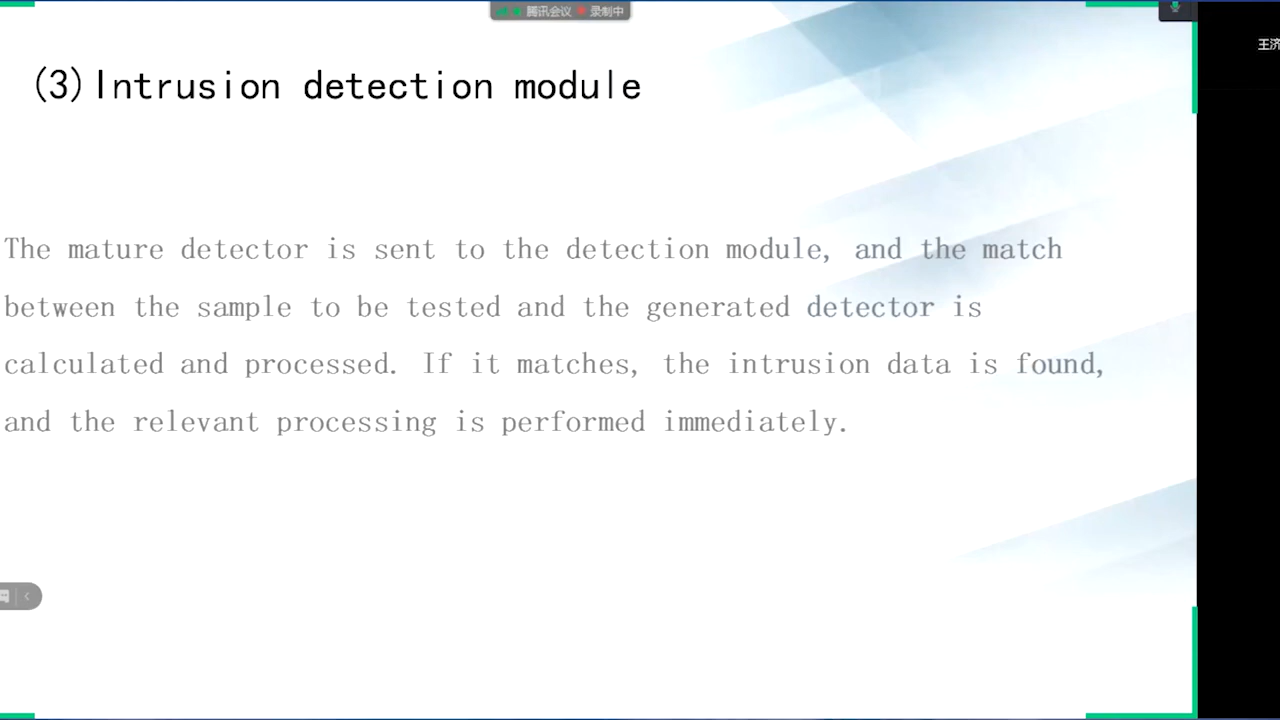 腾讯会议 录制中
王济
(3)Intrusion detection module
The mature detector is sent to the detection module, and the match
between the sample to be tested and the generated detector is
calculated and processed. If it matches, the intrusion data is found,
and the relevant processing is performed immediately.